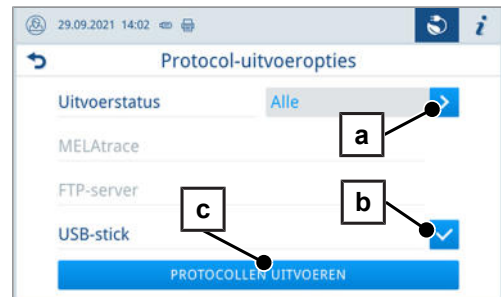 29.09.2021 14:02
Protocol-uitvoeropties
Uitvoerstatus Alle
a
MELAtrace
FTP-server
c b
USB-stick
PROTOCOLLEN UITVOEREN